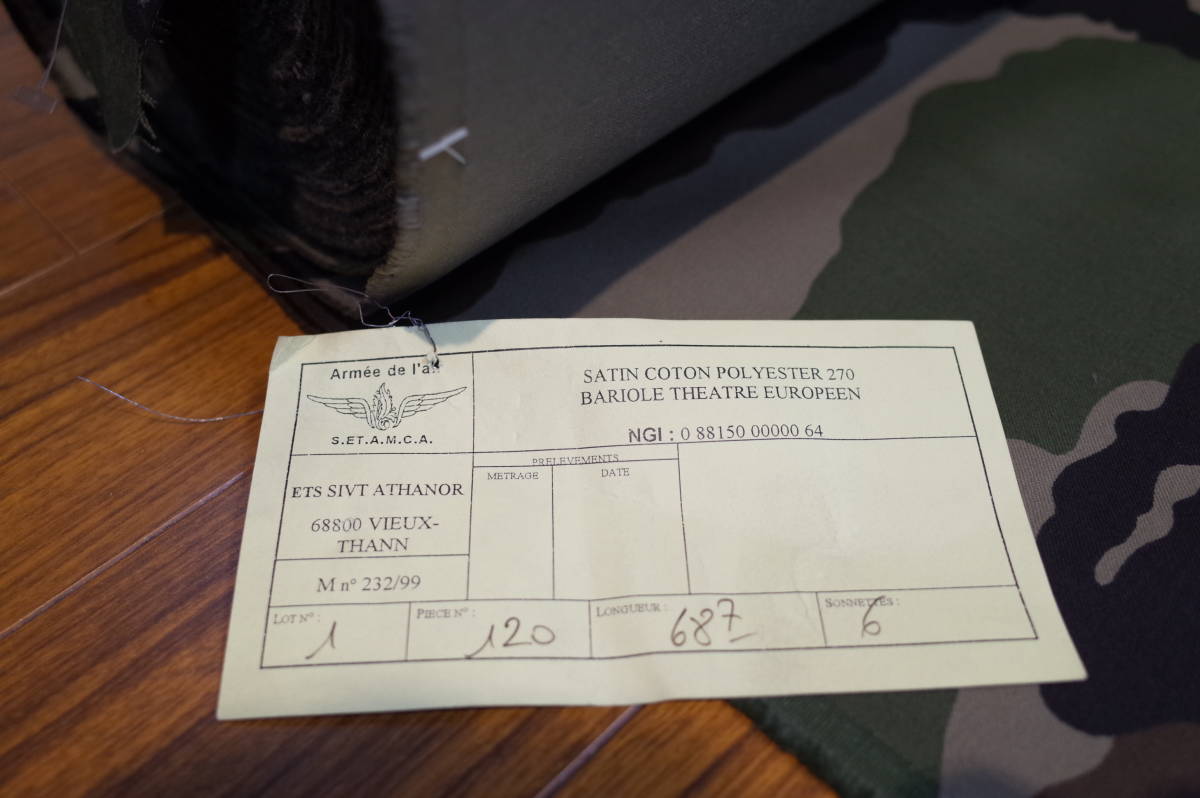 Armée de l'air
S.E.T.A.M.C.A.
SATIN COTON POLYESTER 270
BARIOLE THEATRE EUROPEEN
NGI : 0 88150 00000 64
ETS SIVT ATHANOR
68800 VIEUX-
THANN
M n° 232/99
PRELEVEMENTS
METRAGE
DATE
LOT N° :
1
PIECE N° :
120
LONGUEUR :
687
SONNETTES :
6